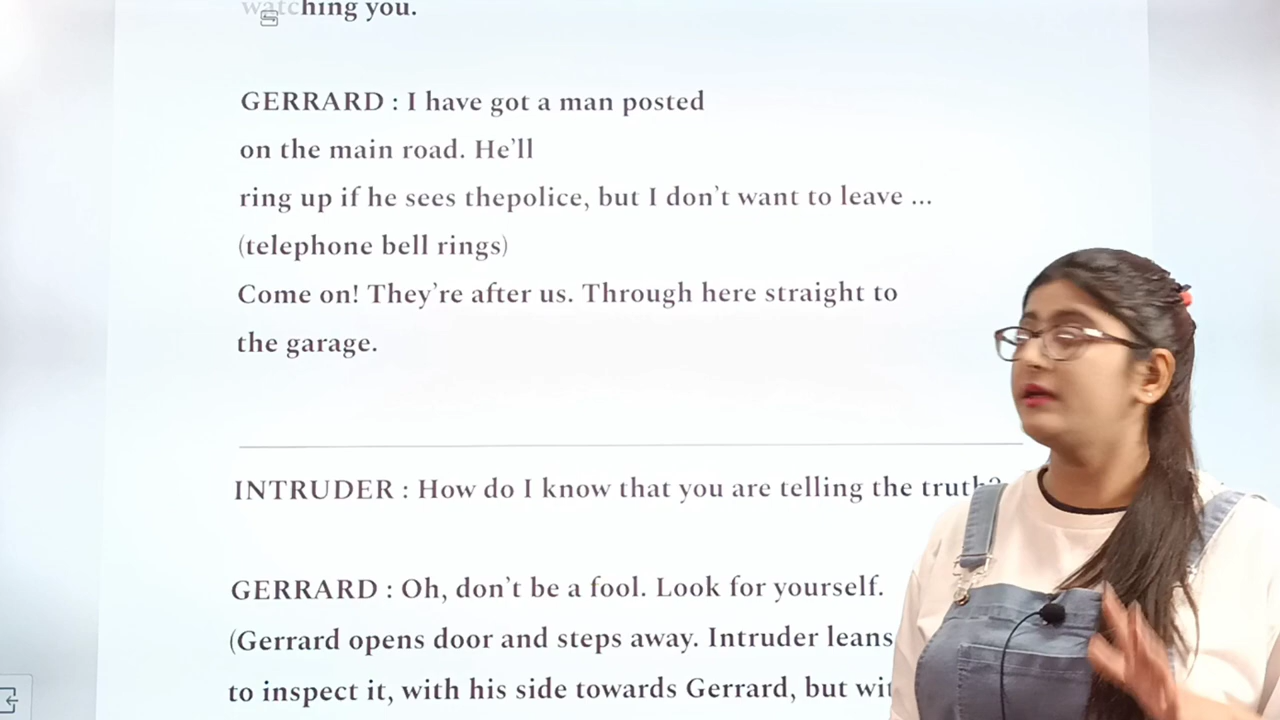 watching you.
GERRARD : I have got a man posted
on the main road. He'll
ring up if he sees thepolice, but I don't want to leave ...
(telephone bell rings)
Come on! They're after us. Through here straight to
the garage.
INTRUDER : How do I know that you are telling the truth?
GERRARD : Oh, don't be a fool. Look for yourself.
(Gerrard opens door and steps away. Intruder leans
to inspect it, with his side towards Gerrard, but